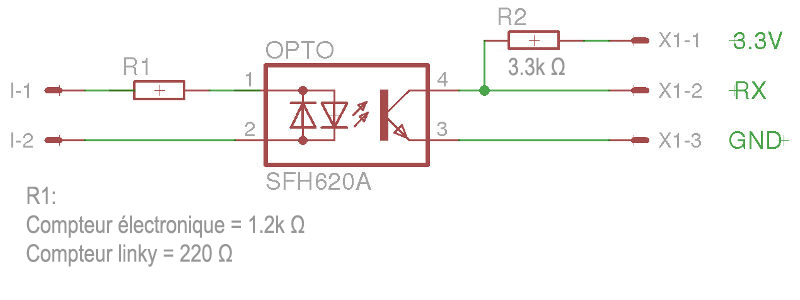 R2
X1-1 3.3V
OPTO
R1
3.3k Ω
1
4
I-1
X1-2 RX
2
3
I-2
X1-3 GND
SFH620A
R1:
Compteur électronique = 1.2k Ω
Compteur linky = 220 Ω